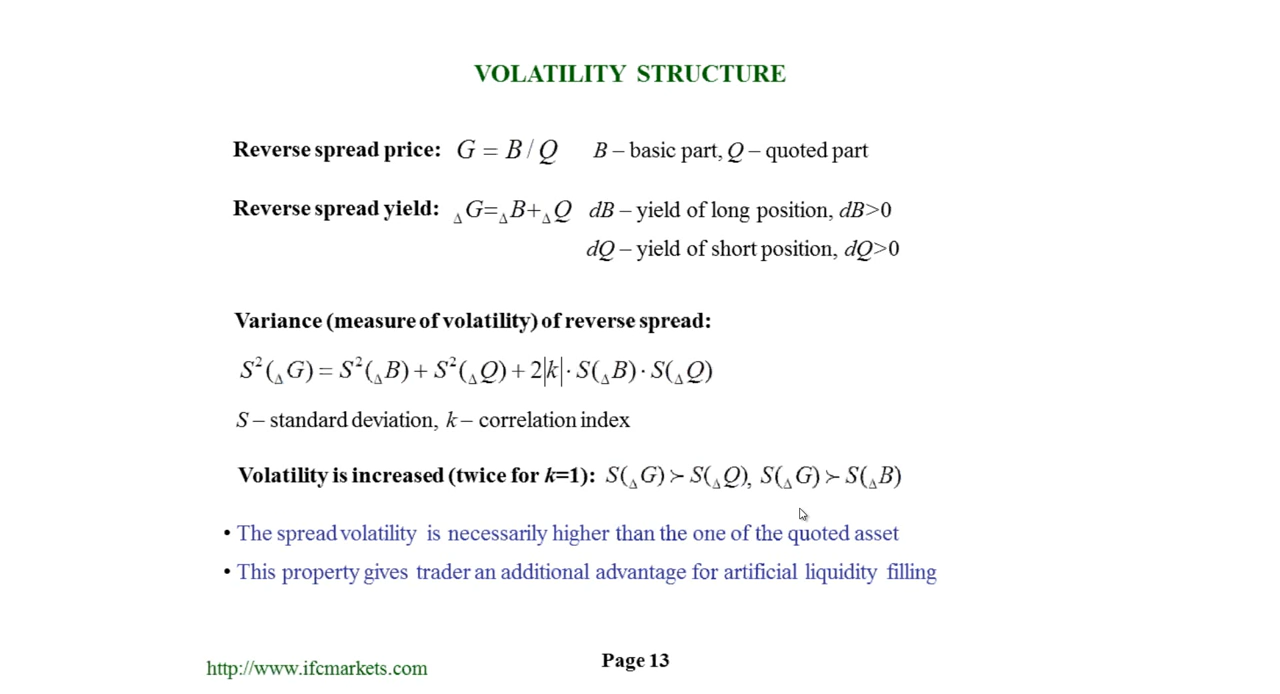 VOLATILITY STRUCTURE
Reverse spread price: G = B / Q B – basic part, Q – quoted part
Reverse spread yield: ΔG=ΔB+ΔQ dB – yield of long position, dB>0
dQ – yield of short position, dQ>0
Variance (measure of volatility) of reverse spread:
S²(ΔG) = S²(ΔB) + S²(ΔQ) + 2|k| · S(ΔB) · S(ΔQ)
S – standard deviation, k – correlation index
Volatility is increased (twice for k=1): S(ΔG) ≻ S(ΔQ), S(ΔG) ≻ S(ΔB)
• The spread volatility is necessarily higher than the one of the quoted asset
• This property gives trader an additional advantage for artificial liquidity filling
http://www.ifcmarkets.com Page 13